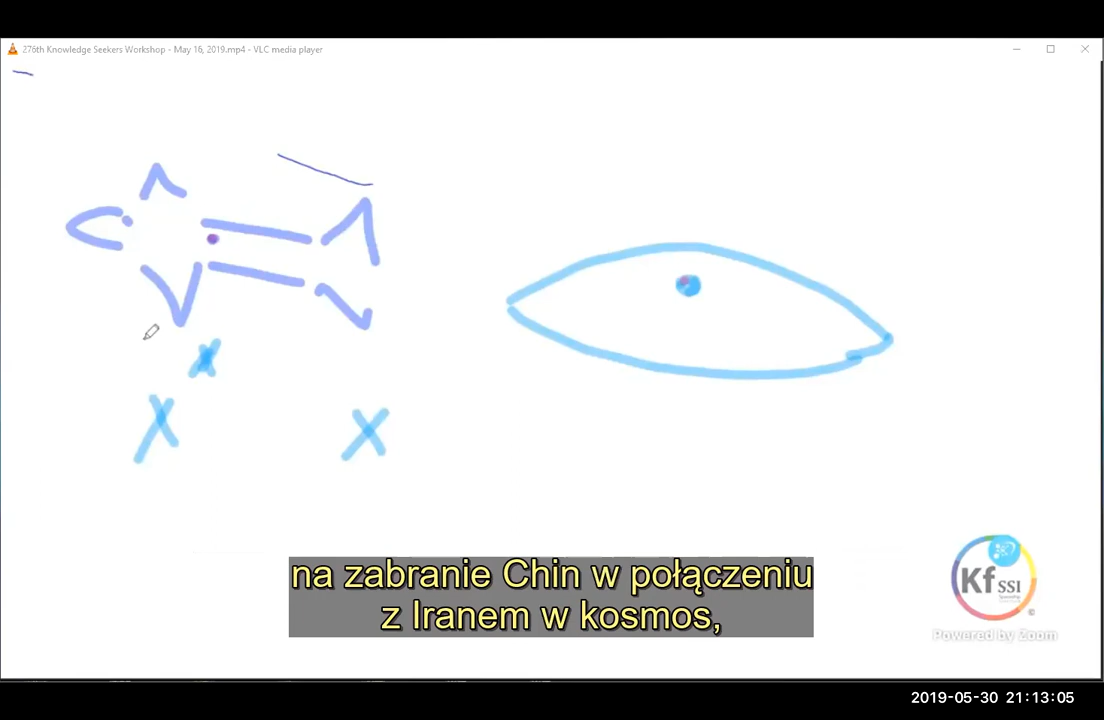 276th Knowledge Seekers Workshop - May 16, 2019.mp4 - VLC media player
X
X
X
na zabranie Chin w połączeniu
z Iranem w kosmos,
Kf SSI
©
Powered by Zoom
2019-05-30 21:13:05